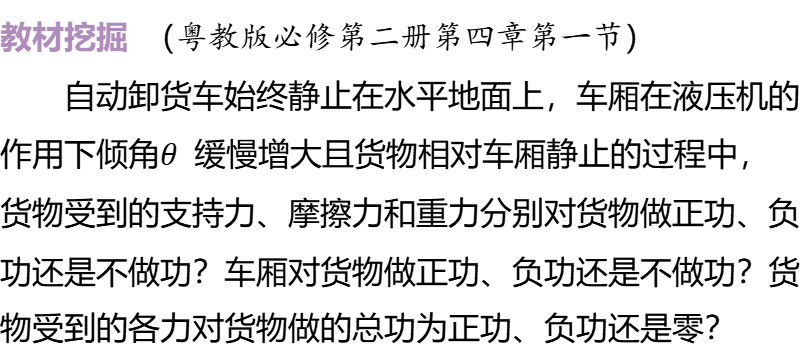 教材挖掘 (粤教版必修第二册第四章第一节)
自动卸货车始终静止在水平地面上，车厢在液压机的
作用下倾角θ 缓慢增大且货物相对车厢静止的过程中，
货物受到的支持力、摩擦力和重力分别对货物做正功、负
功还是不做功？车厢对货物做正功、负功还是不做功？货
物受到的各力对货物做的总功为正功、负功还是零？